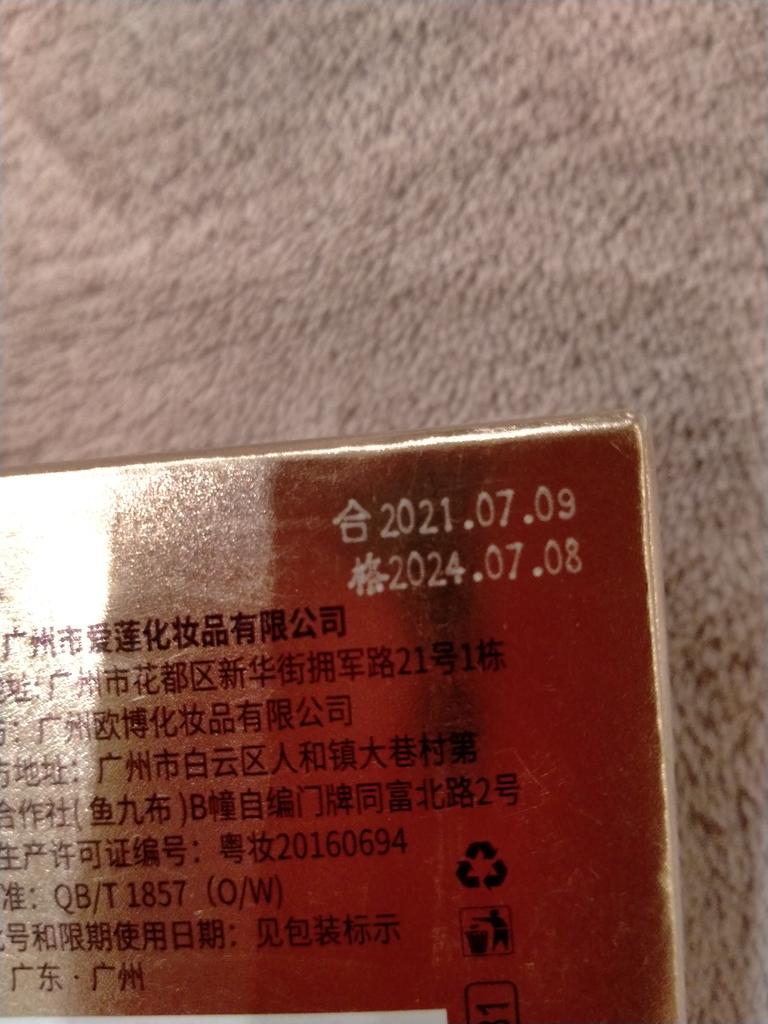 合2021.07.09
格2024.07.08
广州市爱莲化妆品有限公司
址:广州市花都区新华街拥军路21号1栋
方：广州欧博化妆品有限公司
方地址：广州市白云区人和镇大巷村第
合作社(鱼九布)B幢自编门牌同富北路2号
生产许可证编号：粤妆20160694
准：QB/T 1857（O/W)
号和限期使用日期：见包装标示
广东·广州
81